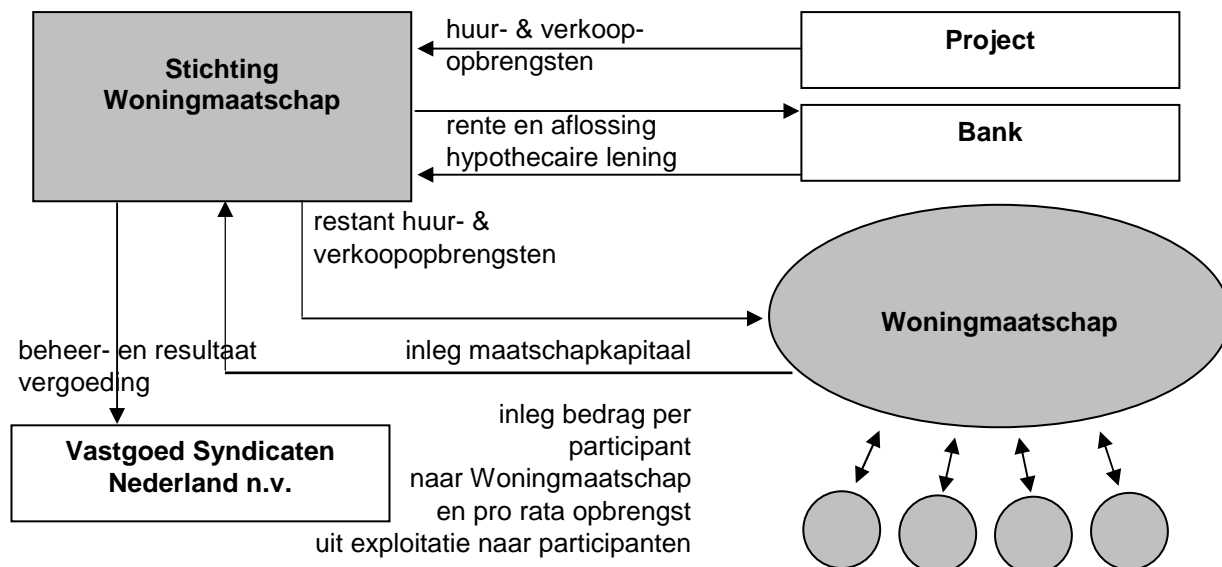 huur- & verkoop-
opbrengsten
Project
Stichting
Woningmaatschap
rente en aflossing
hypothecaire lening
Bank
restant huur- &
verkoopopbrengsten
Woningmaatschap
beheer- en resultaat
vergoeding
inleg maatschapkapitaal
Vastgoed Syndicaten
Nederland n.v.
inleg bedrag per
participant
naar Woningmaatschap
en pro rata opbrengst
uit exploitatie naar participanten